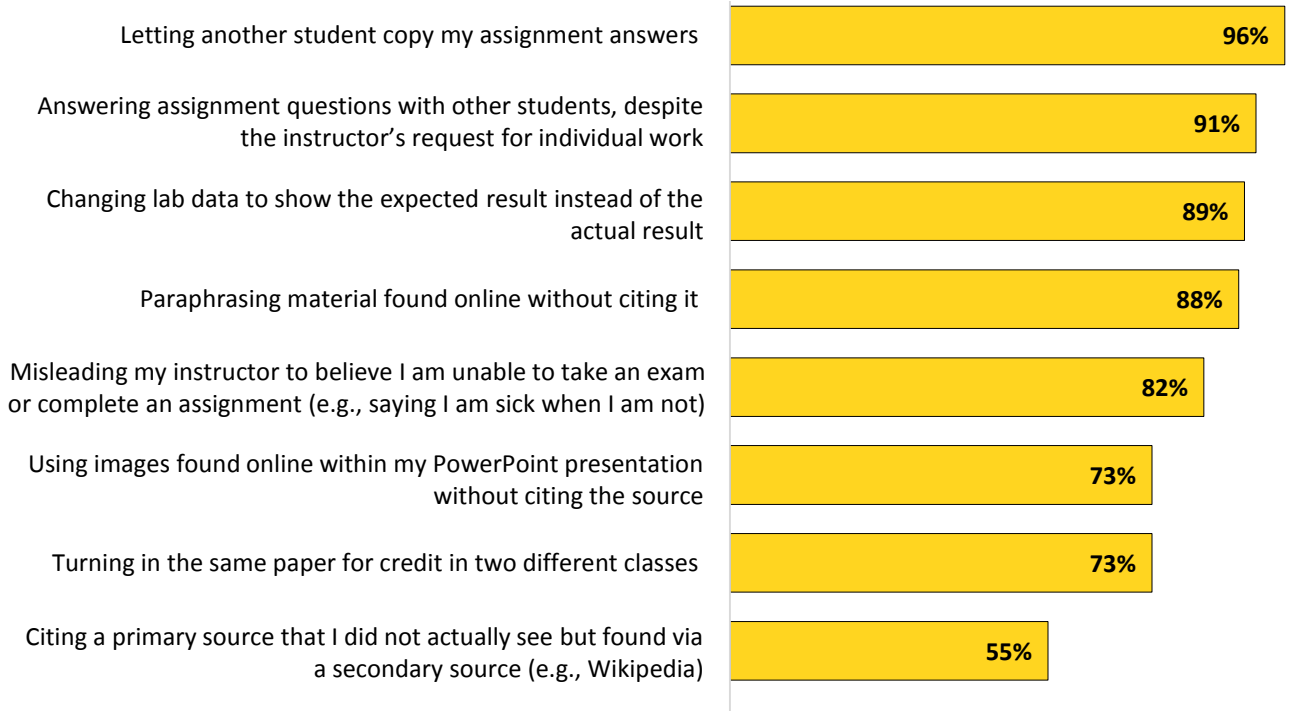 Letting another student copy my assignment answers
96%
Answering assignment questions with other students, despite
the instructor’s request for individual work
91%
Changing lab data to show the expected result instead of the
actual result
89%
Paraphrasing material found online without citing it
88%
Misleading my instructor to believe I am unable to take an exam
or complete an assignment (e.g., saying I am sick when I am not)
82%
Using images found online within my PowerPoint presentation
without citing the source
73%
Turning in the same paper for credit in two different classes
73%
Citing a primary source that I did not actually see but found via
a secondary source (e.g., Wikipedia)
55%